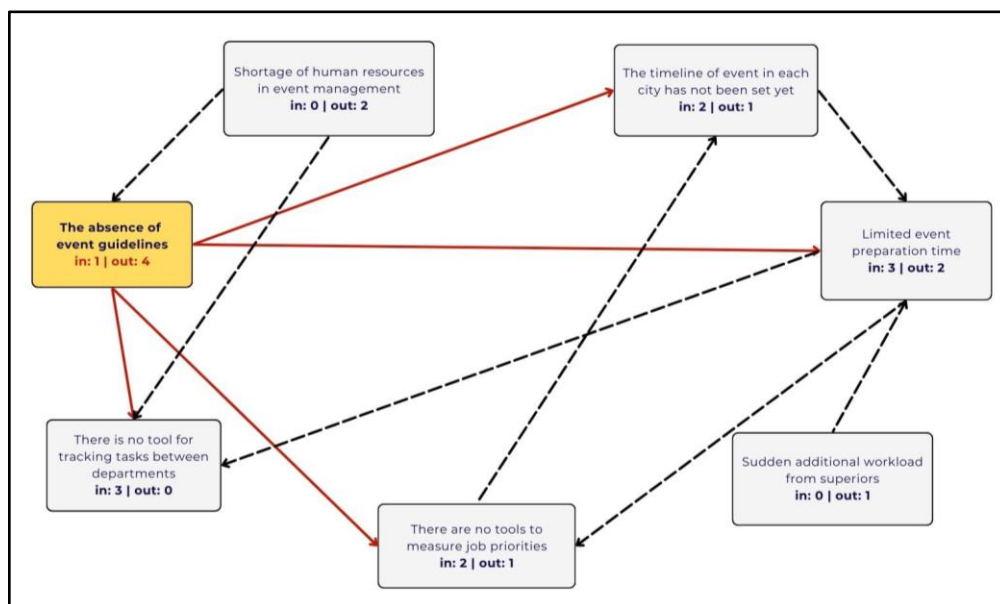 Shortage of human resources
in event management
in: 0 | out: 2
The timeline of event in each
city has not been set yet
in: 2 | out: 1
The absence of
event guidelines
in: 1 | out: 4
Limited event
preparation time
in: 3 | out: 2
There is no tool for
tracking tasks between
departments
in: 3 | out: 0
Sudden additional workload
from superiors
in: 0 | out: 1
There are no tools to
measure job priorities
in: 2 | out: 1